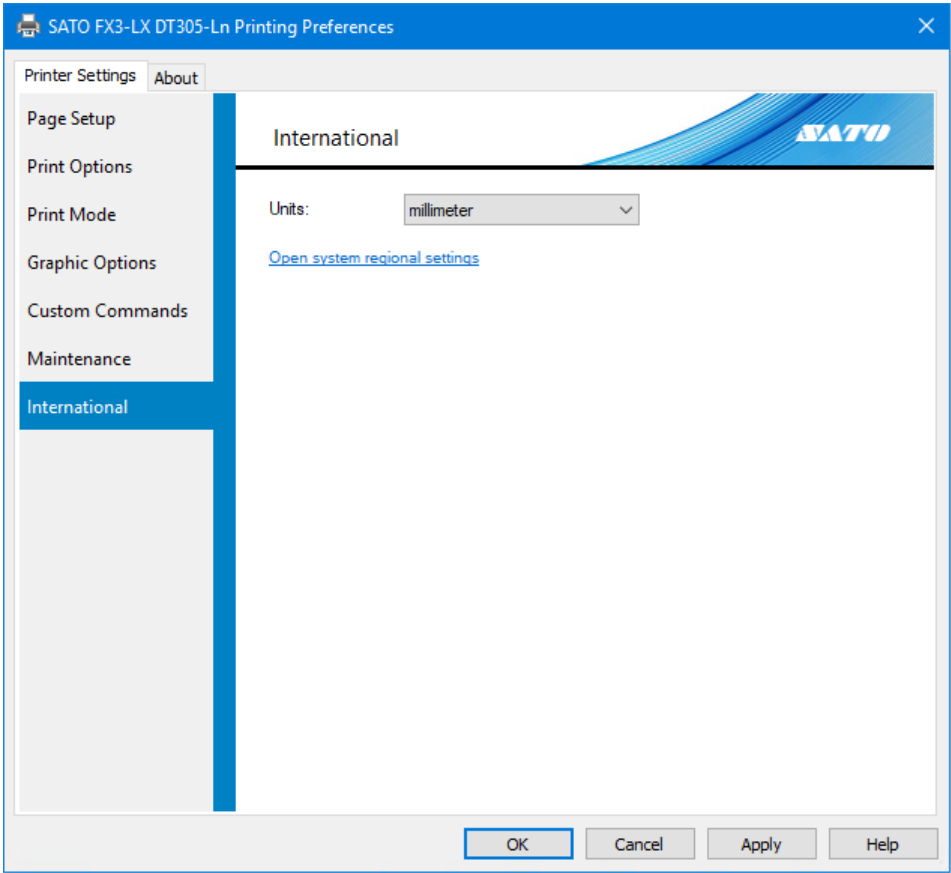 SATO FX3-LX DT305-Ln Printing Preferences
Printer Settings
About
Page Setup
Print Options
Print Mode
Graphic Options
Custom Commands
Maintenance
International
International
SATO
Units:
millimeter
Open system regional settings
OK
Cancel
Apply
Help